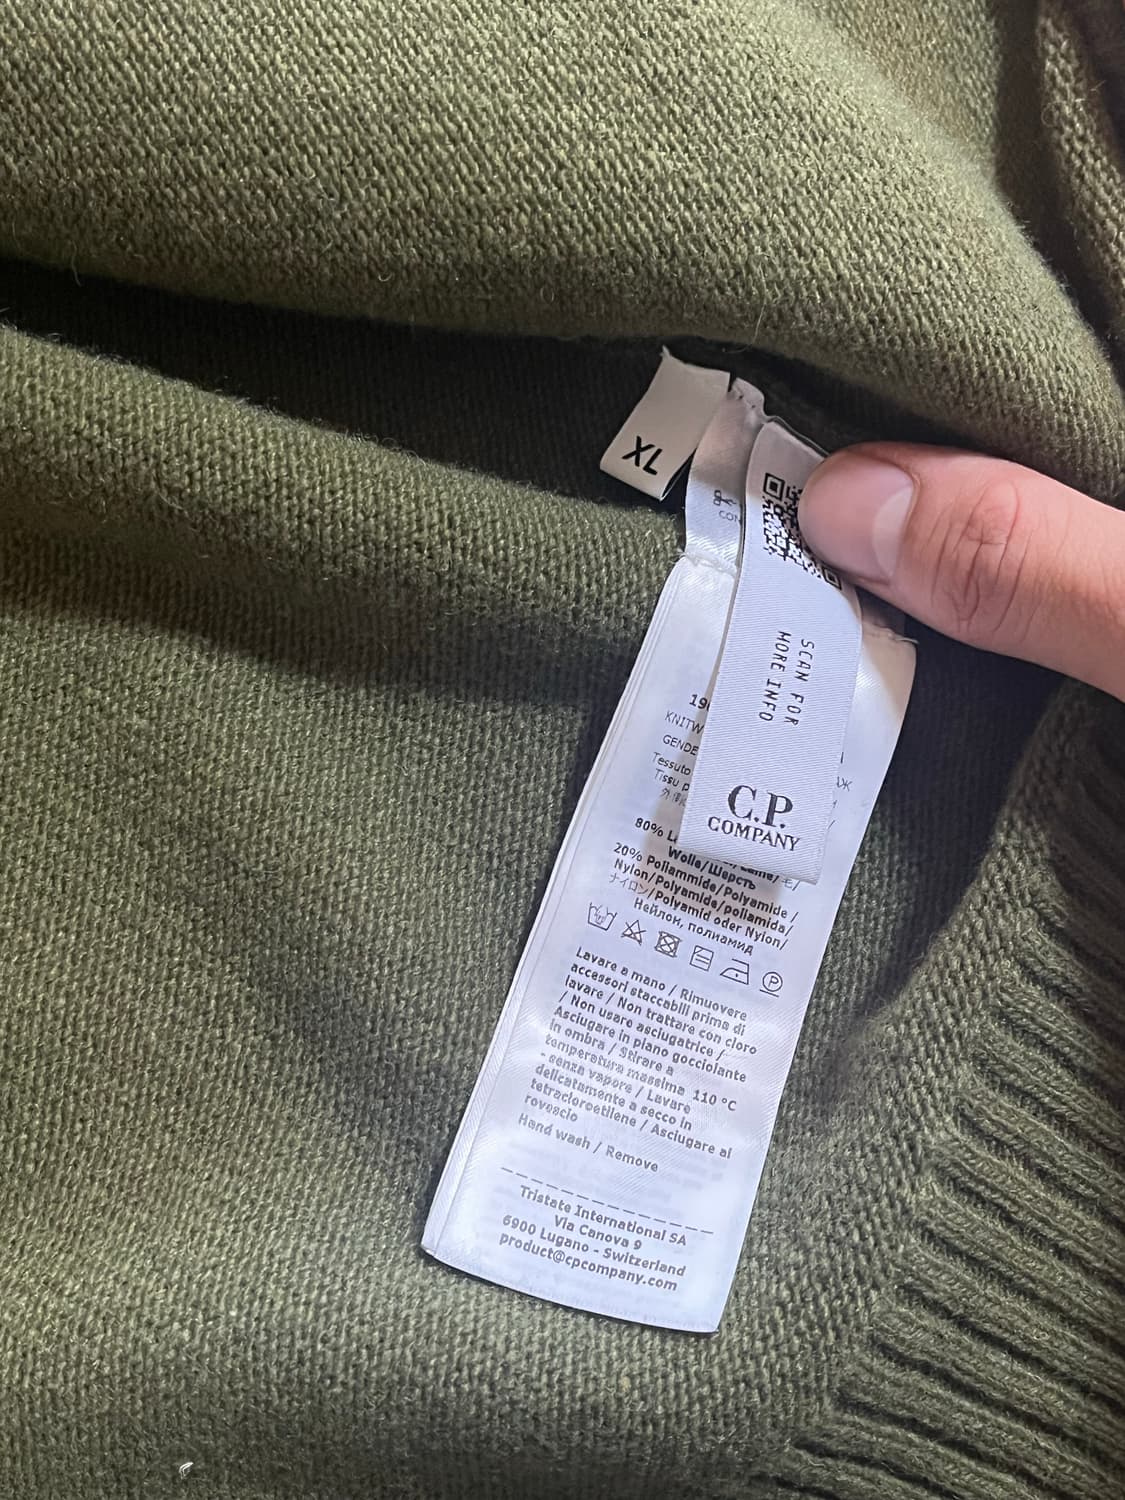 XL
CON
SCAN FOR
MORE INFO
C.P.
COMPANY
KNITW
GENDE
Tessuto
Tissu p
80% L
Wolle/Шерсть
20% Poliammide/Polyamide /
Nylon/Polyamide/poliamida/
ナイロン/Polyamid oder Nylon/
Нейлон, полиамид
Lavare a mano / Rimuovere
accessori staccabili prima di
lavare / Non trattare con cloro
/ Non usare asciugatrice /
Asciugare in piano gocciolante
in ombra / Stirare a
temperatura massima 110 °C
- senza vapore / Lavare
delicatamente a secco in
tetracloroetilene / Asciugare al
rovescio
Hand wash / Remove
Tristate International SA
Via Canova 9
6900 Lugano - Switzerland
product@cpcompany.com